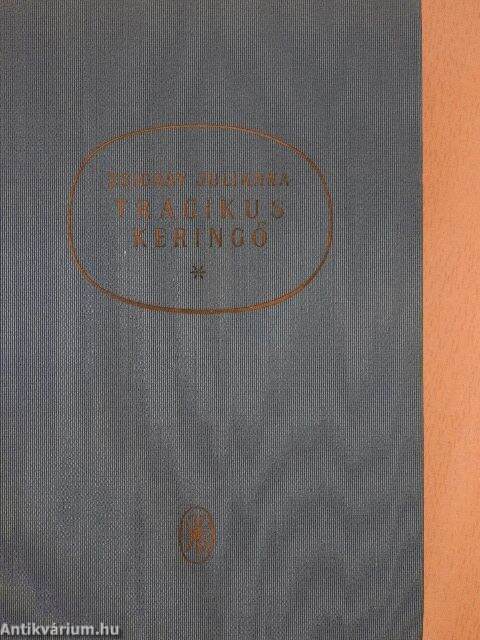 ZSIGRAY JULIANNA
TRAGIKUS
KERINGŐ
*
Antikvárium.hu